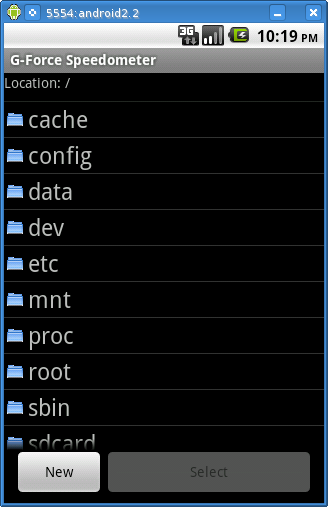 5554:android2.2
3G
10:19 PM
G-Force Speedometer
Location: /
cache
config
data
dev
etc
mnt
proc
root
sbin
sdcard
New
Select